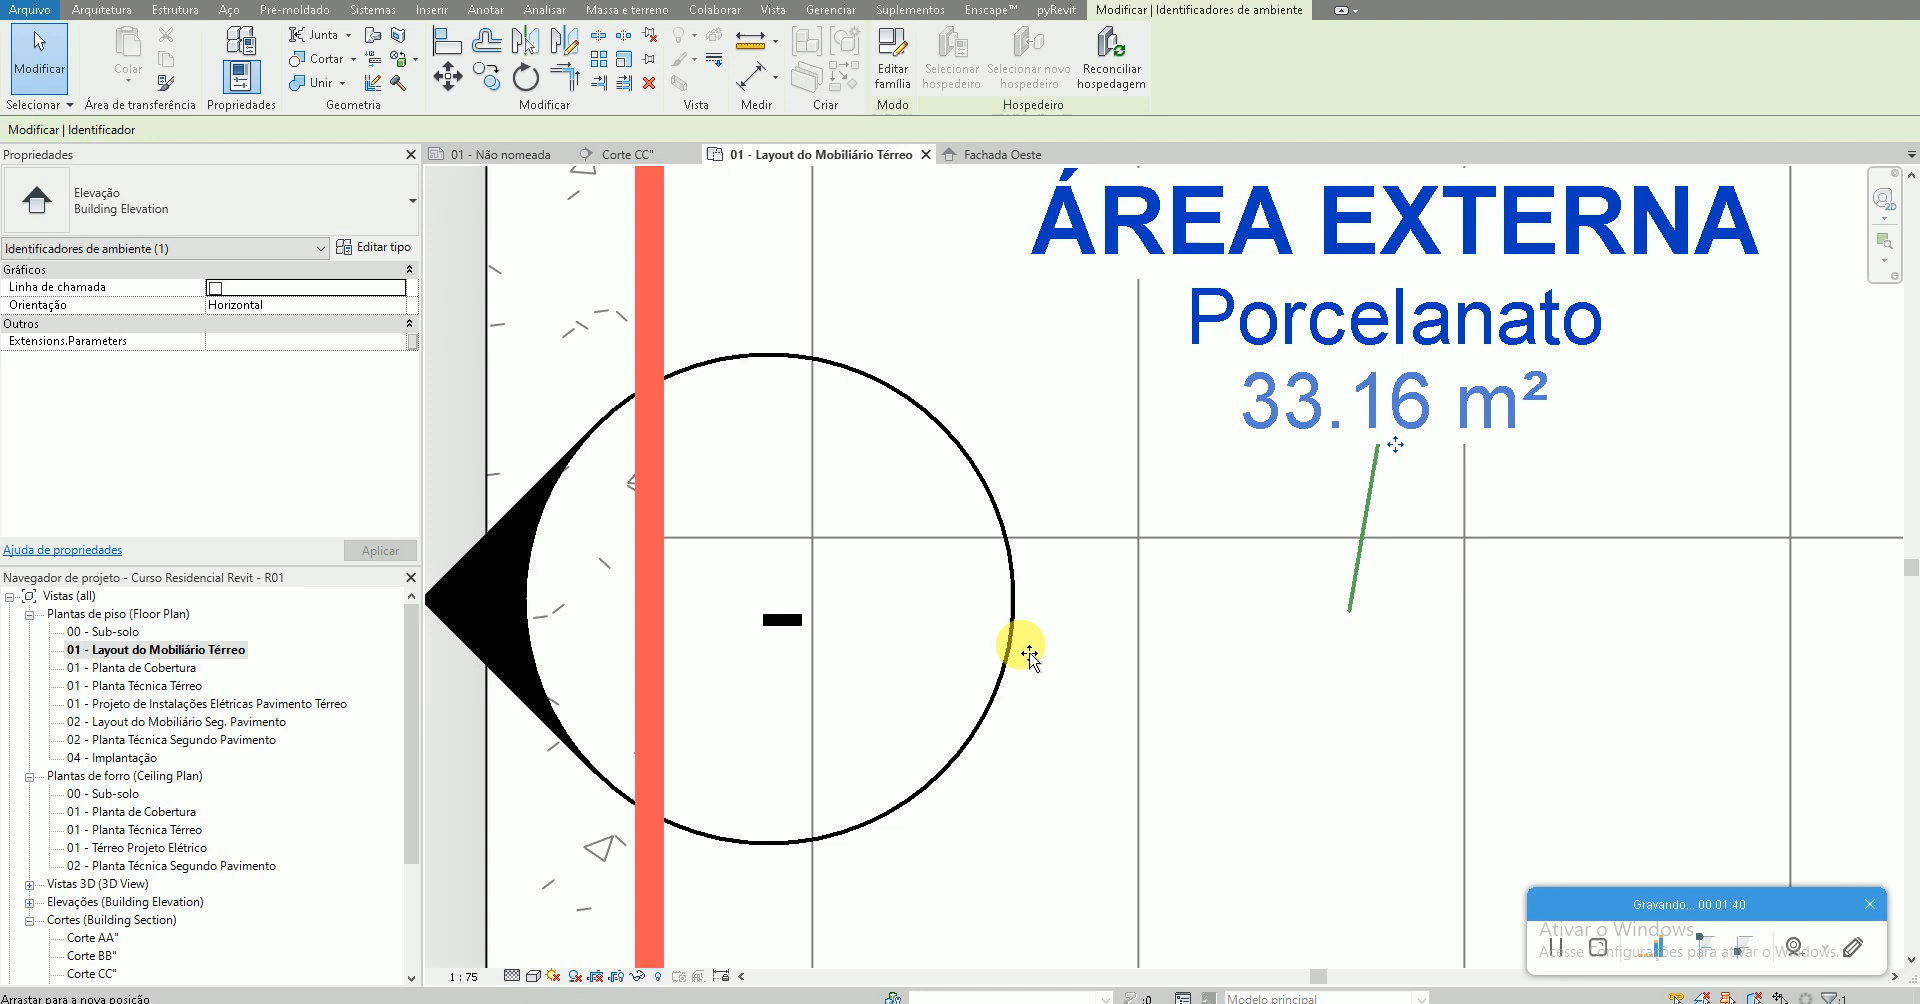 Arquivo Arquitetura Estrutura Aço Pré-moldado Sistemas Inserir Anotar Analisar Massa e terreno Colaborar Vista Gerenciar Suplementos Enscape™ pyRevit Modificar | Identificadores de ambiente
Modificar
Colar
Junta
Cortar
Unir
Editar família
Selecionar hospedeiro
Selecionar novo hospedeiro
Reconciliar hospedagem
Selecionar Área de transferência Propriedades Geometria Modificar Vista Medir Criar Modo Hospedeiro
Modificar | Identificador
Propriedades
01 - Não nomeada
Corte CC"
01 - Layout do Mobiliário Térreo
Fachada Oeste
Elevação
Building Elevation
Identificadores de ambiente (1)
Editar tipo
Gráficos
Linha de chamada
Orientação Horizontal
Outros
Extensions.Parameters
Ajuda de propriedades
Aplicar
Navegador de projeto - Curso Residencial Revit - R01
Vistas (all)
Plantas de piso (Floor Plan)
00 - Sub-solo
01 - Layout do Mobiliário Térreo
01 - Planta de Cobertura
01 - Planta Técnica Térreo
01 - Projeto de Instalações Elétricas Pavimento Térreo
02 - Layout do Mobiliário Seg. Pavimento
02 - Planta Técnica Segundo Pavimento
04 - Implantação
Plantas de forro (Ceiling Plan)
00 - Sub-solo
01 - Planta de Cobertura
01 - Planta Técnica Térreo
01 - Térreo Projeto Elétrico
02 - Planta Técnica Segundo Pavimento
Vistas 3D (3D View)
Elevações (Building Elevation)
Cortes (Building Section)
Corte AA"
Corte BB"
Corte CC"
ÁREA EXTERNA
Porcelanato
33.16 m²
2D
Gravando... 00:01:40
Ativar o Windows
Acesse Configurações para ativar o Windows.
1 : 75
Arrastar para a nova posição
:0
Modelo principal
:1